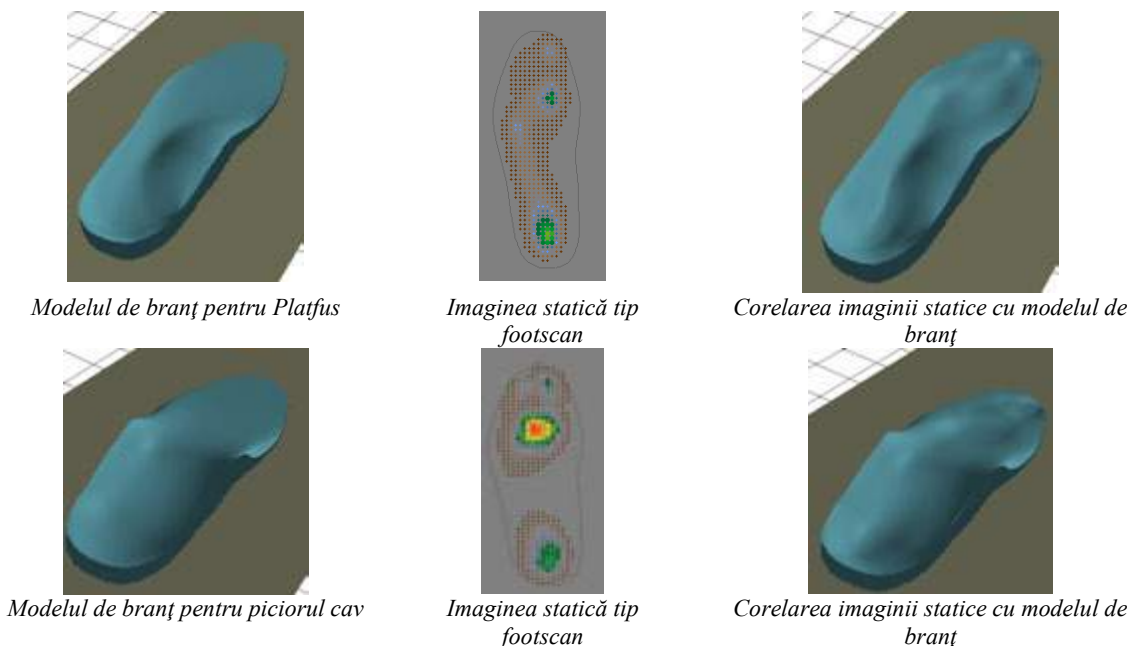 Modelul de branţ pentru Platfus
Imaginea statică tip
footscan
Corelarea imaginii statice cu modelul de
branţ
Modelul de branţ pentru piciorul cav
Imaginea statică tip
footscan
Corelarea imaginii statice cu modelul de
branţ